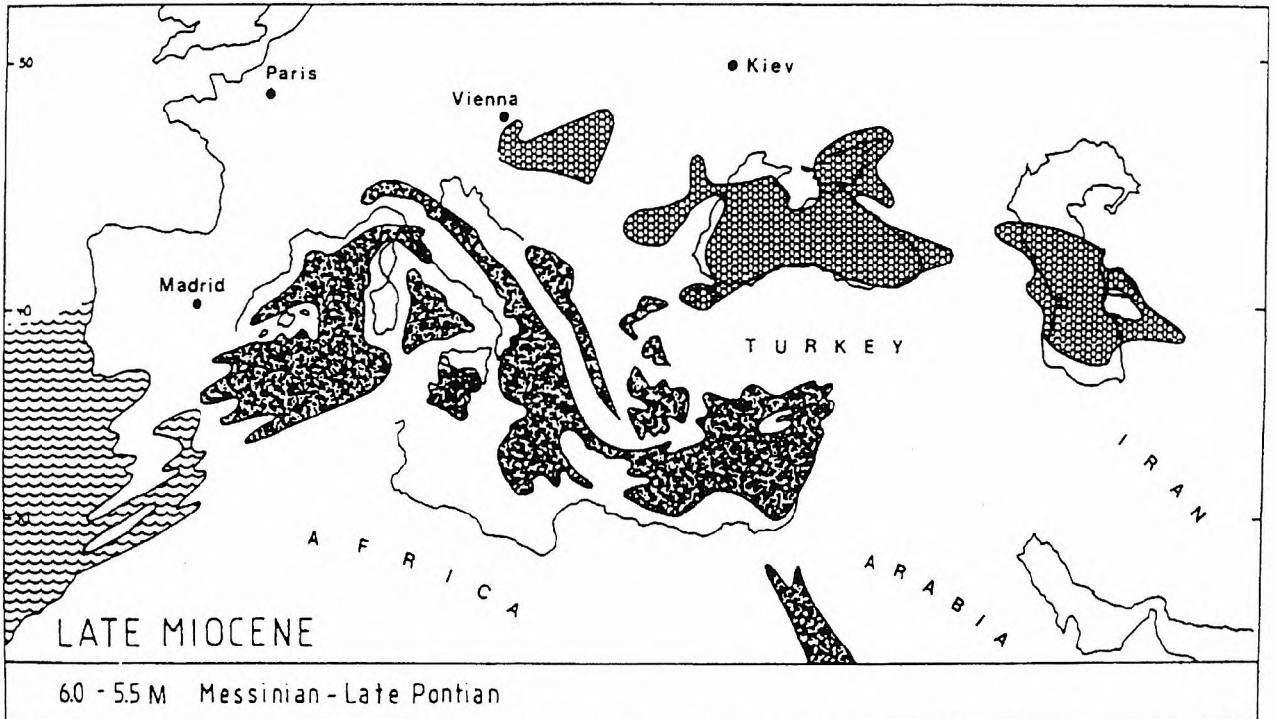 50
Paris
Kiev
Vienna
Madrid
40
TURKEY
IRAN
AFRICA
ARABIA
LATE MIOCENE
6.0 - 5.5 M Messinian - Late Pontian